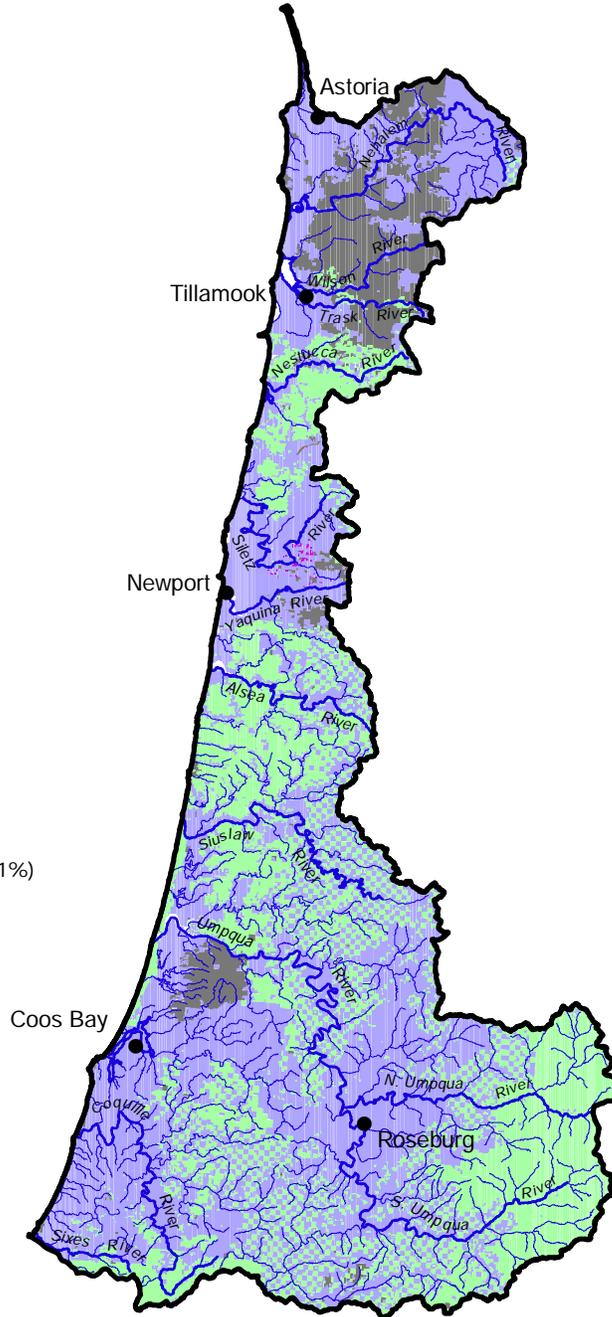 Astoria
Nehalem
River
River
Wilson
Tillamook
Trask River
Nestucca River
Siletz
River
Newport
Yaquina River
Alsea
River
Siuslaw
River
1%)
Umpqua
River
Coos Bay
N. Umpqua
River
Coquille
Roseburg
River
S. Umpqua
River
Sixes River